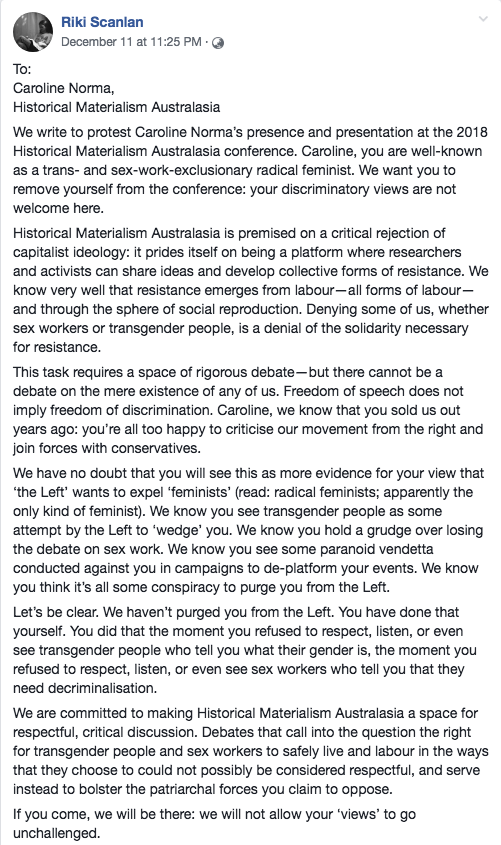 Riki Scanlan
December 11 at 11:25 PM ·
To:
Caroline Norma,
Historical Materialism Australasia
We write to protest Caroline Norma's presence and presentation at the 2018
Historical Materialism Australasia conference. Caroline, you are well-known
as a trans- and sex-work-exclusionary radical feminist. We want you to
remove yourself from the conference: your discriminatory views are not
welcome here.
Historical Materialism Australasia is premised on a critical rejection of
capitalist ideology: it prides itself on being a platform where researchers
and activists can share ideas and develop collective forms of resistance. We
know very well that resistance emerges from labour—all forms of labour—
and through the sphere of social reproduction. Denying some of us, whether
sex workers or transgender people, is a denial of the solidarity necessary
for resistance.
This task requires a space of rigorous debate—but there cannot be a
debate on the mere existence of any of us. Freedom of speech does not
imply freedom of discrimination. Caroline, we know that you sold us out
years ago: you're all too happy to criticise our movement from the right and
join forces with conservatives.
We have no doubt that you will see this as more evidence for your view that
'the Left' wants to expel 'feminists' (read: radical feminists; apparently the
only kind of feminist). We know you see transgender people as some
attempt by the Left to 'wedge' you. We know you hold a grudge over losing
the debate on sex work. We know you see some paranoid vendetta
conducted against you in campaigns to de-platform your events. We know
you think it's all some conspiracy to purge you from the Left.
Let's be clear. We haven't purged you from the Left. You have done that
yourself. You did that the moment you refused to respect, listen, or even
see transgender people who tell you what their gender is, the moment you
refused to respect, listen, or even see sex workers who tell you that they
need decriminalisation.
We are committed to making Historical Materialism Australasia a space for
respectful, critical discussion. Debates that call into the question the right
for transgender people and sex workers to safely live and labour in the ways
that they choose to could not possibly be considered respectful, and serve
instead to bolster the patriarchal forces you claim to oppose.
If you come, we will be there: we will not allow your 'views' to go
unchallenged.